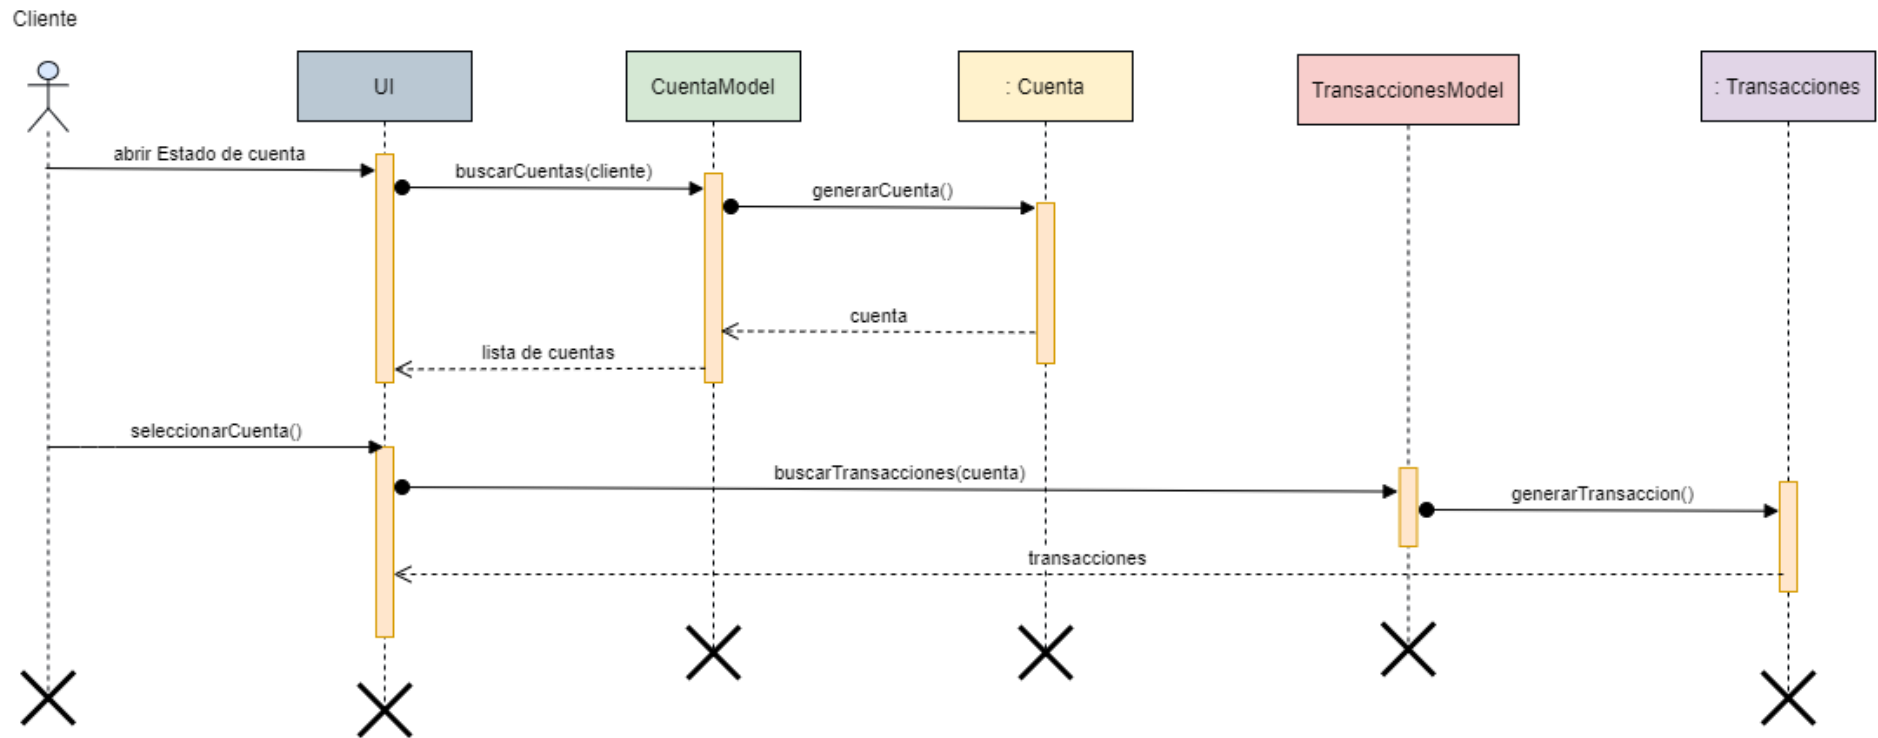 Cliente
UI
CuentaModel
: Cuenta
TransaccionesModel
: Transacciones
abrir Estado de cuenta
buscarCuentas(cliente)
generarCuenta()
cuenta
lista de cuentas
seleccionarCuenta()
buscarTransacciones(cuenta)
generarTransaccion()
transacciones